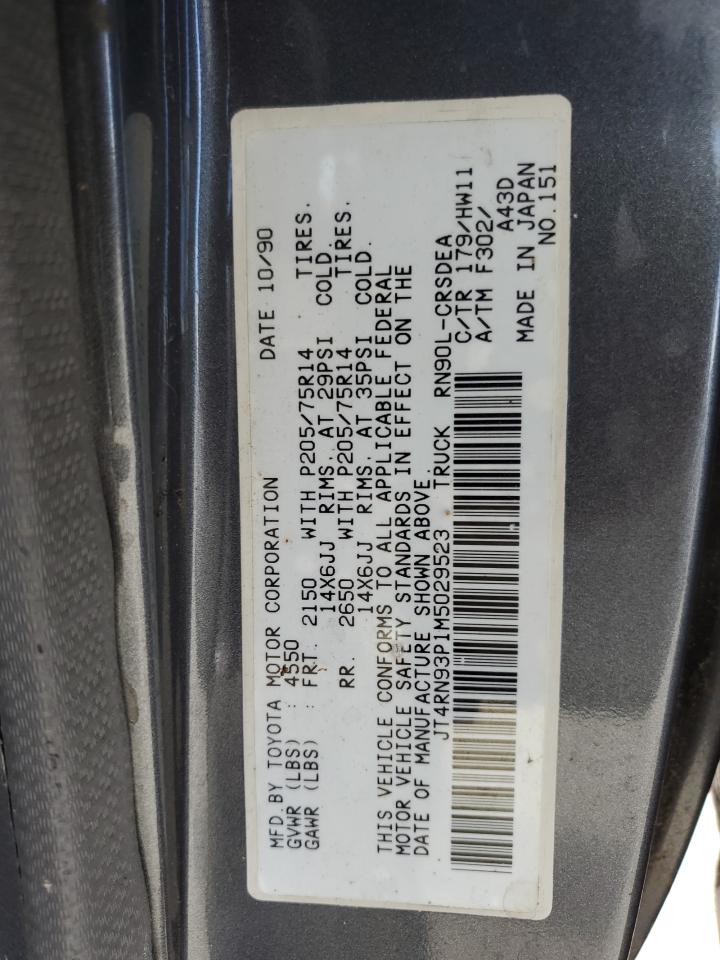 MFD.BY TOYOTA MOTOR CORPORATION DATE 10/90
GVWR (LBS) : 4550
GAWR (LBS) : FRT. 2150 WITH P205/75R14 TIRES.
14X6JJ RIMS. AT 29PSI COLD.
RR. 2650 WITH P205/75R14 TIRES.
14X6JJ RIMS. AT 35PSI COLD.
THIS VEHICLE CONFORMS TO ALL APPLICABLE FEDERAL
MOTOR VEHICLE SAFETY STANDARDS IN EFFECT ON THE
DATE OF MANUFACTURE SHOWN ABOVE.
JT4RN93P1M5029523 TRUCK RN90L-CRSDEA
C/TR 179/HW11
A/TM F302/
A43D
MADE IN JAPAN
NO.151